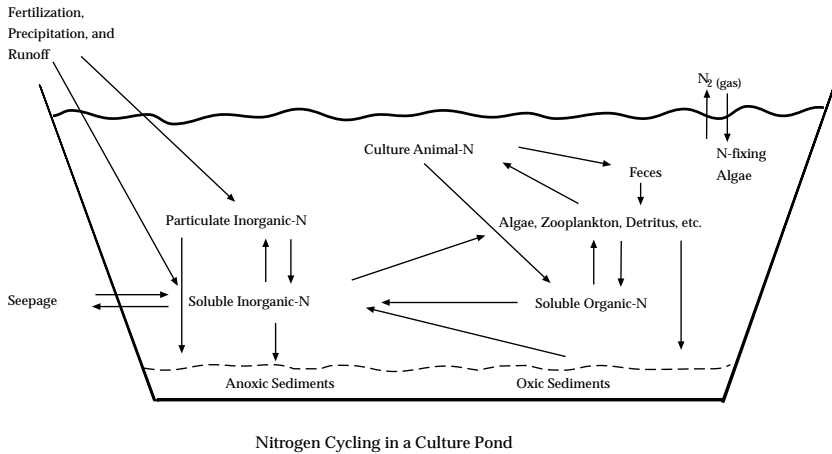 Fertilization,
Precipitation, and
Runoff
N2 (gas)
Culture Animal-N
N-fixing
Algae
Feces
Particulate Inorganic-N
Algae, Zooplankton, Detritus, etc.
Seepage
Soluble Inorganic-N
Soluble Organic-N
Anoxic Sediments
Oxic Sediments
Nitrogen Cycling in a Culture Pond